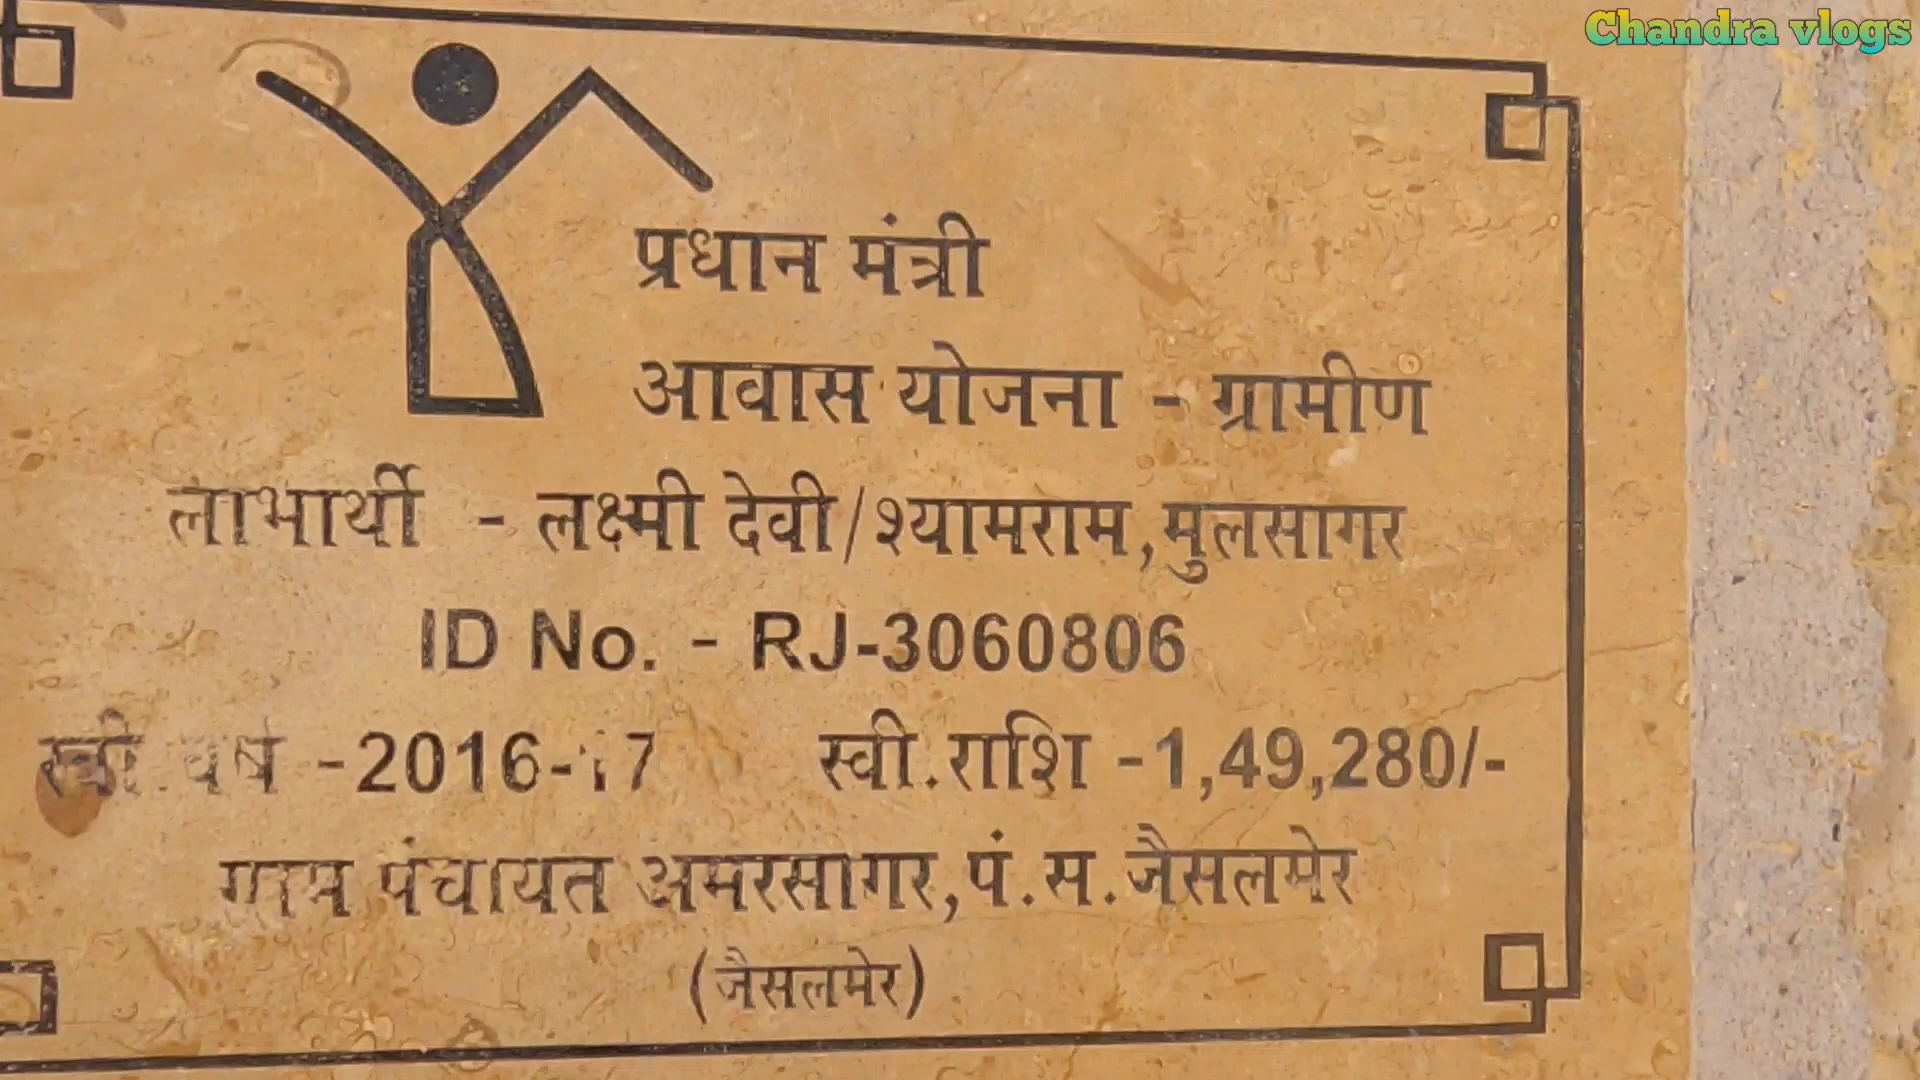 Chandra vlogs
प्रधान मंत्री
आवास योजना - ग्रामीण
लाभार्थी - लक्ष्मी देवी/श्यामराम,मुलसागर
ID No. - RJ-3060806
स्वी.वर्ष -2016-17 स्वी.राशि -1,49,280/-
ग्राम पंचायत अमरसागर,पं.स.जैसलमेर
(जैसलमेर)